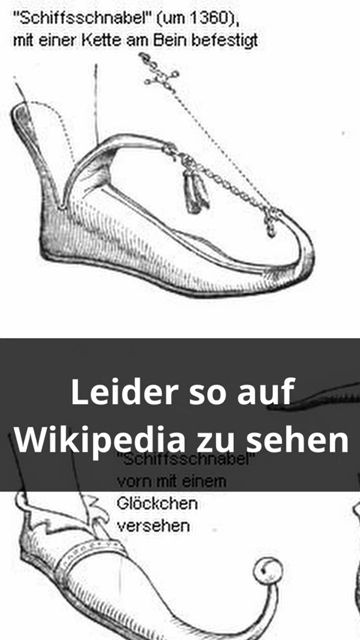 "Schiffsschnabel" (um 1360),
mit einer Kette am Bein befestigt
Leider so auf
Wikipedia zu sehen
"Schiffsschnabel"
vorn mit einem
Glöckchen
versehen